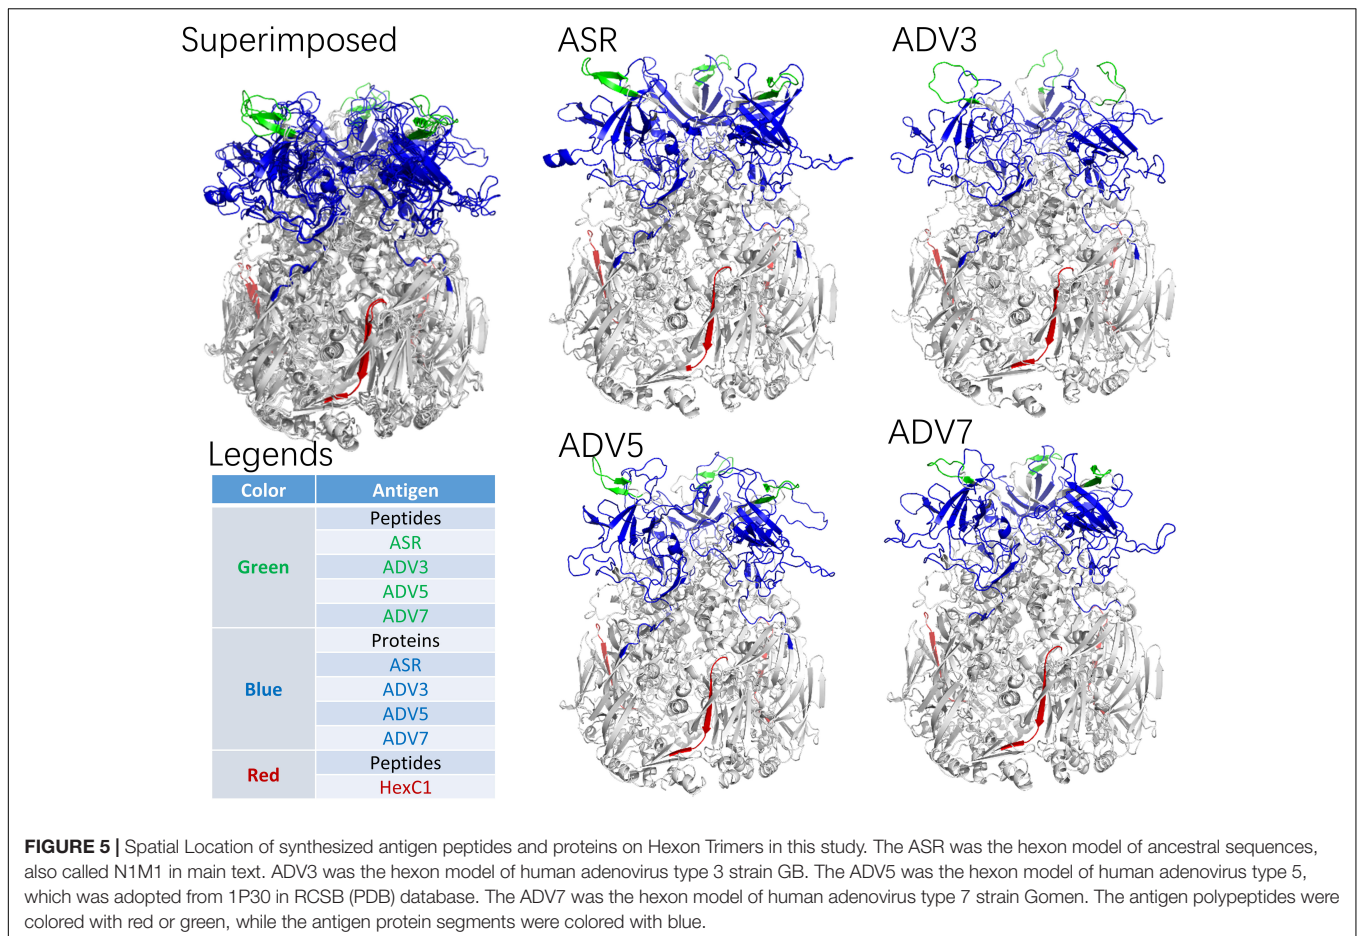 Superimposed
ASR
ADV3
ADV5
ADV7
Legends
Color Antigen
Green
Peptides
ASR
ADV3
ADV5
ADV7
Blue
Proteins
ASR
ADV3
ADV5
ADV7
Red
Peptides
HexC1
FIGURE 5 | Spatial Location of synthesized antigen peptides and proteins on Hexon Trimers in this study. The ASR was the hexon model of ancestral sequences,
also called N1M1 in main text. ADV3 was the hexon model of human adenovirus type 3 strain GB. The ADV5 was the hexon model of human adenovirus type 5,
which was adopted from 1P30 in RCSB (PDB) database. The ADV7 was the hexon model of human adenovirus type 7 strain Gomen. The antigen polypeptides were
colored with red or green, while the antigen protein segments were colored with blue.